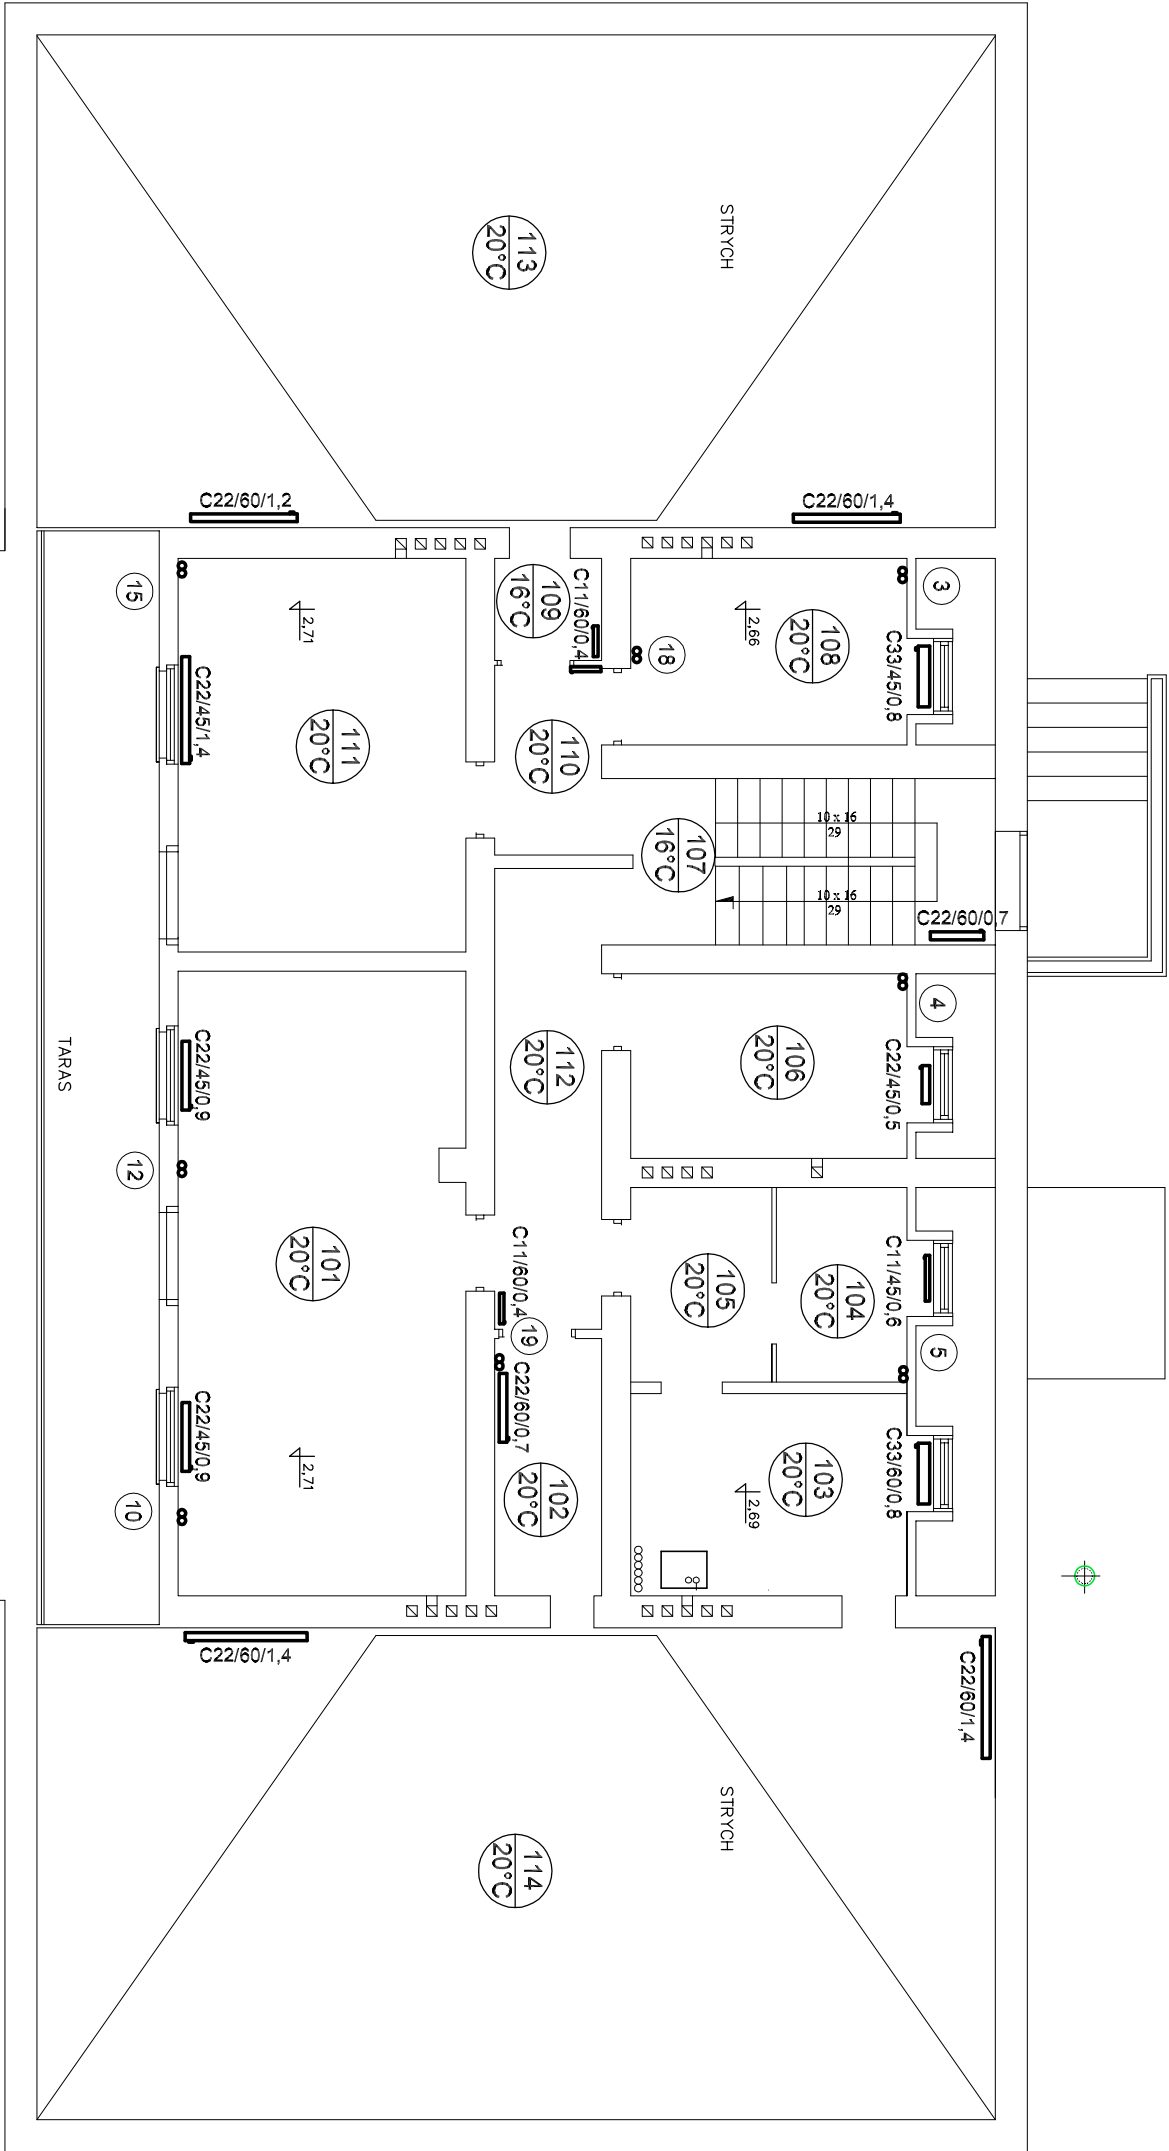 STRYCH
113
20°C
C22/60/1,2
C22/60/1,4
15
109
16°C
C11/60/0,4
3
2,71
2,66
108
20°C
18
C33/45/0,8
C22/45/1,4
111
20°C
110
20°C
10 x 16
29
107
16°C
10 x 16
29
C22/60/0,7
4
TARAS
C22/45/0,9
112
20°C
106
20°C
C22/45/0,5
12
101
20°C
C11/60/0,4
105
20°C
104
20°C
C11/45/0,6
19
5
C22/60/0,7
C22/45/0,9
2,71
102
20°C
103
20°C
2,69
C33/60/0,8
10
C22/60/1,4
C22/60/1,4
STRYCH
114
20°C